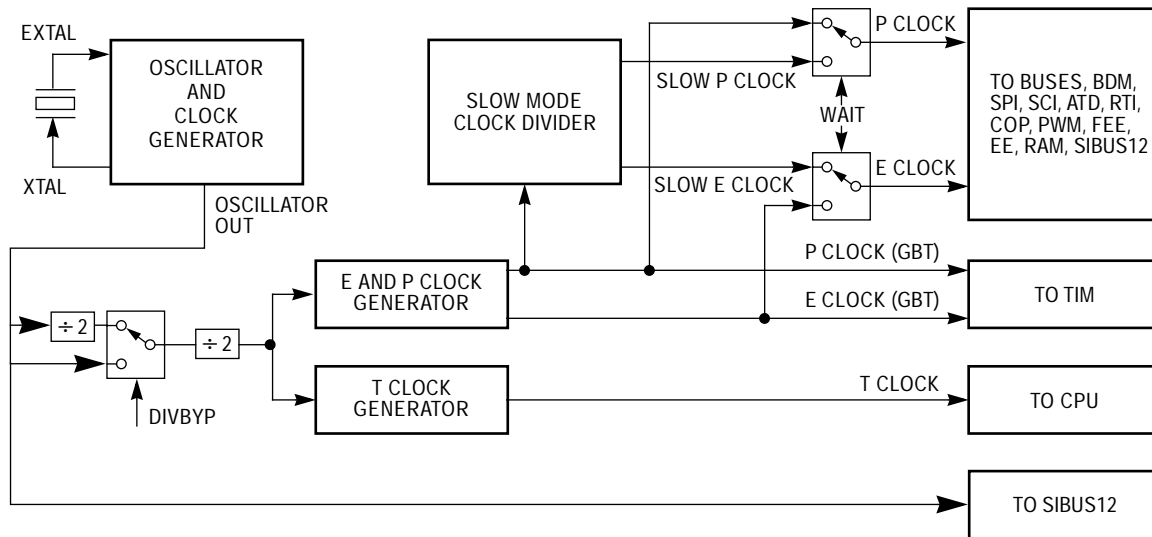 EXTAL
XTAL
OSCILLATOR
AND
CLOCK
GENERATOR
OSCILLATOR
OUT
SLOW MODE
CLOCK DIVIDER
SLOW P CLOCK
P CLOCK
WAIT
SLOW E CLOCK
E CLOCK
TO BUSES, BDM,
SPI, SCI, ATD, RTI,
COP, PWM, FEE,
EE, RAM, SIBUS12
÷ 2
DIVBYP
÷ 2
E AND P CLOCK
GENERATOR
P CLOCK (GBT)
E CLOCK (GBT)
TO TIM
T CLOCK
GENERATOR
T CLOCK
TO CPU
TO SIBUS12